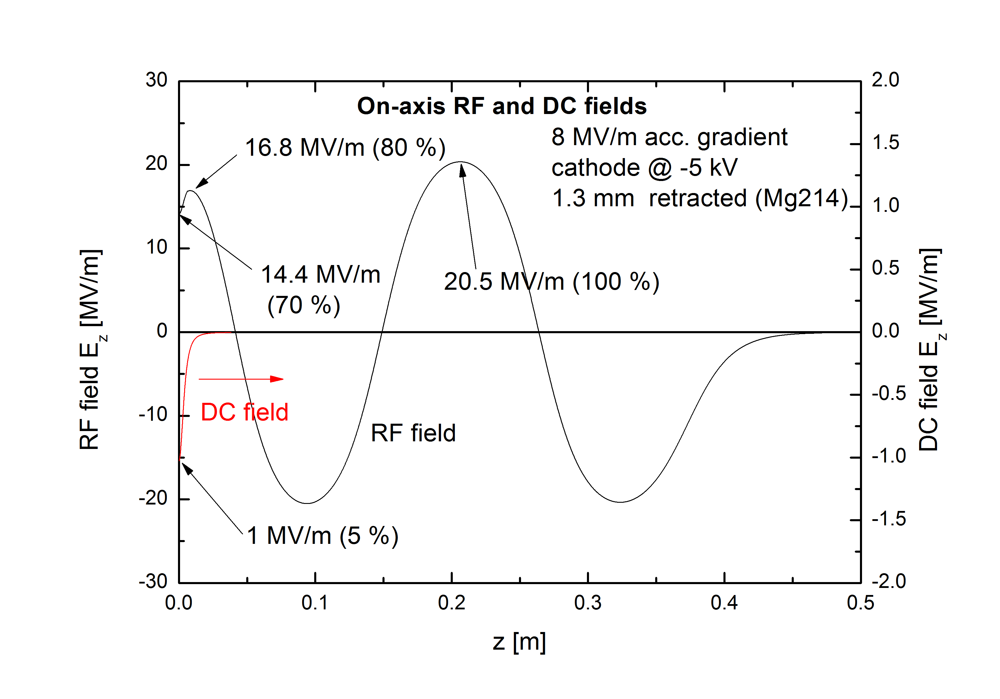 On-axis RF and DC fields
8 MV/m acc. gradient
cathode @ -5 kV
1.3 mm  retracted (Mg214)
16.8 MV/m (80 %)
14.4 MV/m
(70 %)
20.5 MV/m (100 %)
DC field
RF field
1 MV/m (5 %)
RF field Ez [MV/m]
30
20
10
0
-10
-20
-30
DC field Ez [MV/m]
2.0
1.5
1.0
0.5
0.0
-0.5
-1.0
-1.5
-2.0
0.0 0.1 0.2 0.3 0.4 0.5
z [m]